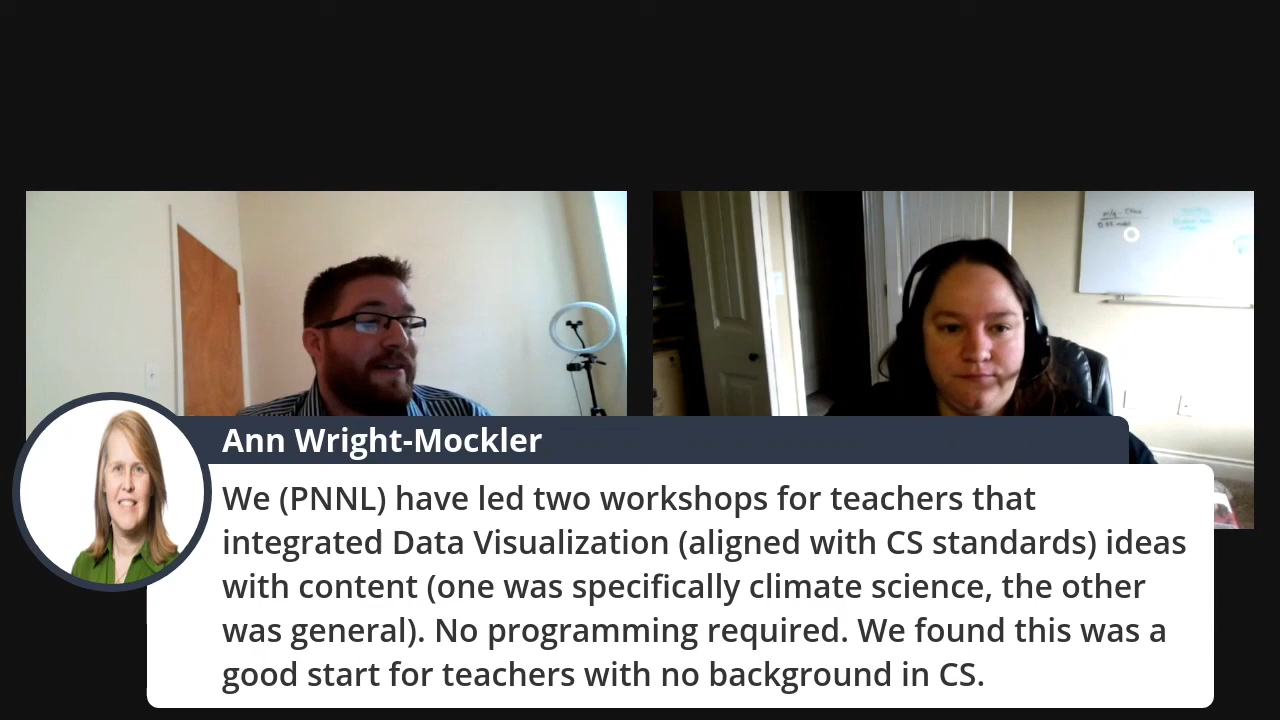 Ann Wright-Mockler
We (PNNL) have led two workshops for teachers that
integrated Data Visualization (aligned with CS standards) ideas
with content (one was specifically climate science, the other
was general). No programming required. We found this was a
good start for teachers with no background in CS.